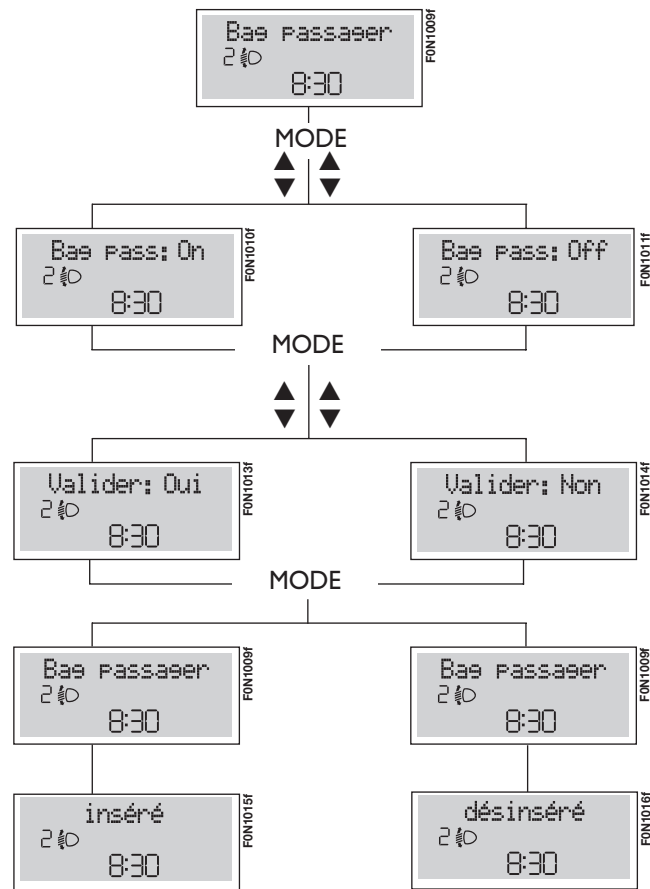 Bag passager
2
8:30
F0N1009f
MODE
Bag pass: On
2
8:30
F0N1010f
Bag pass: Off
2
8:30
F0N1011f
MODE
Valider: Oui
2
8:30
F0N1013f
Valider: Non
2
8:30
F0N1014f
MODE
Bag passager
2
8:30
F0N1009f
Bag passager
2
8:30
F0N1009f
inséré
2
8:30
F0N1015f
désinséré
2
8:30
F0N1016f